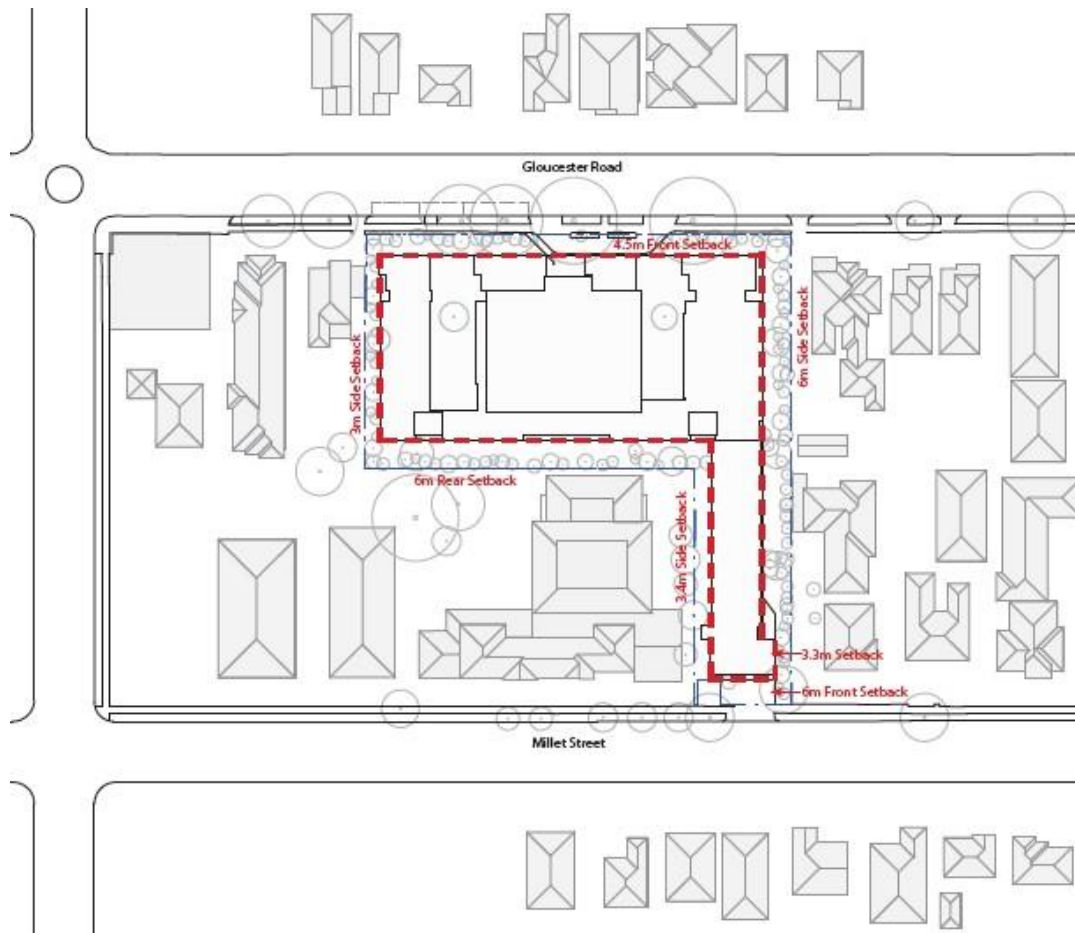 Gloucester Road
4.5m Front Setback
3m Side Setback
6m Side Setback
6m Rear Setback
3.4m Side Setback
3.3m Setback
6m Front Setback
Millet Street